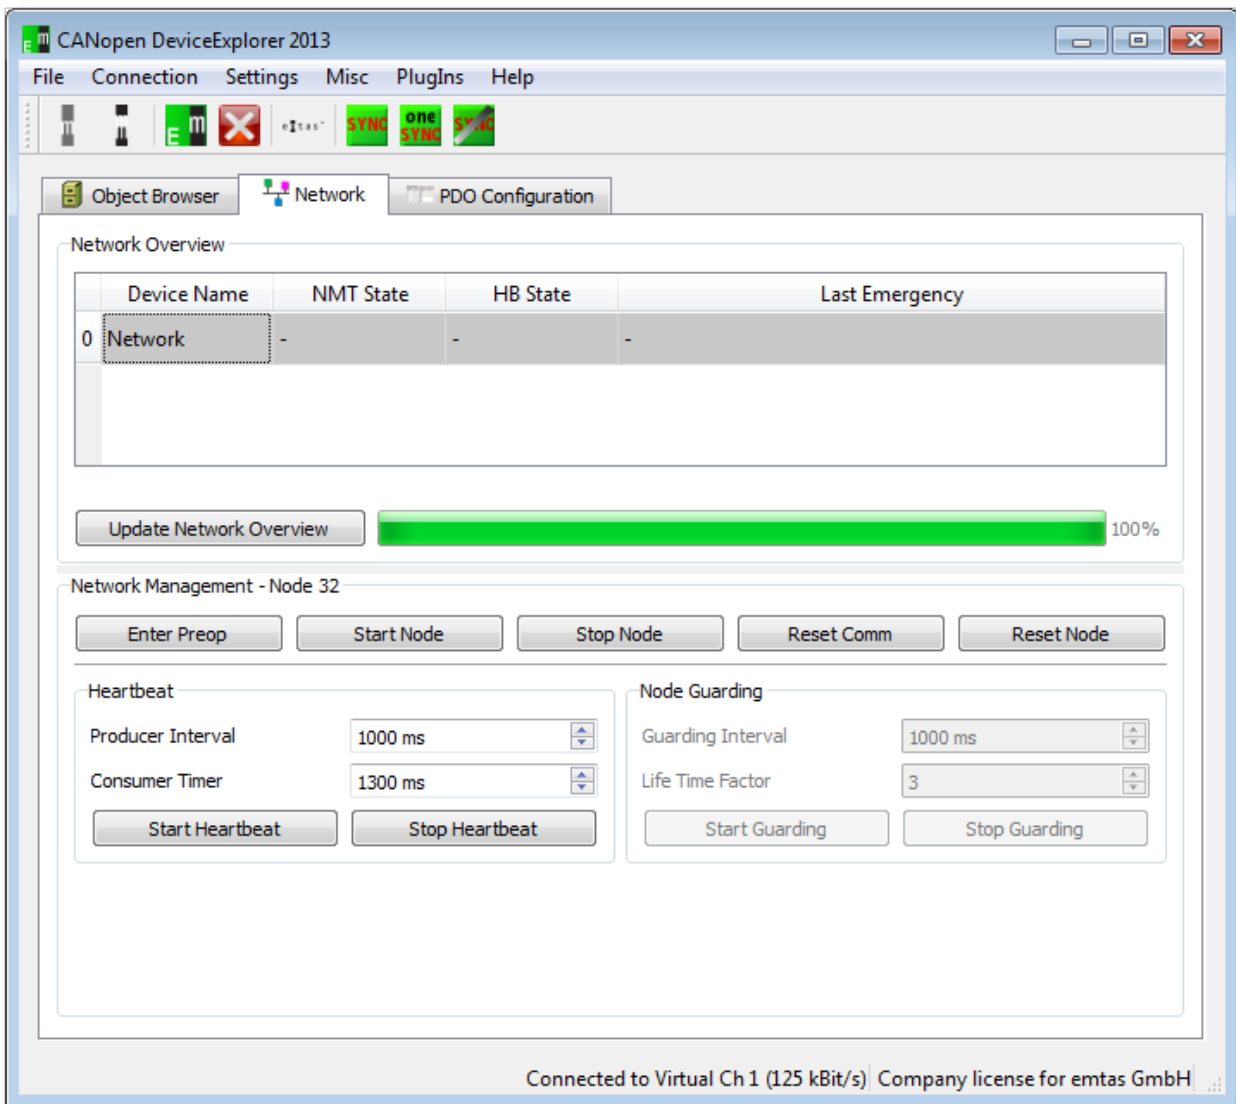 CANopen DeviceExplorer 2013
File Connection Settings Misc PlugIns Help
E m E m SYNC one SYNC SYNC
Object Browser Network PDO Configuration
Network Overview
Device Name NMT State HB State Last Emergency
0 Network - - -
Update Network Overview 100%
Network Management - Node 32
Enter Preop Start Node Stop Node Reset Comm Reset Node
Heartbeat Node Guarding
Producer Interval 1000 ms Guarding Interval 1000 ms
Consumer Timer 1300 ms Life Time Factor 3
Start Heartbeat Stop Heartbeat Start Guarding Stop Guarding
Connected to Virtual Ch 1 (125 kBit/s) Company license for emtas GmbH